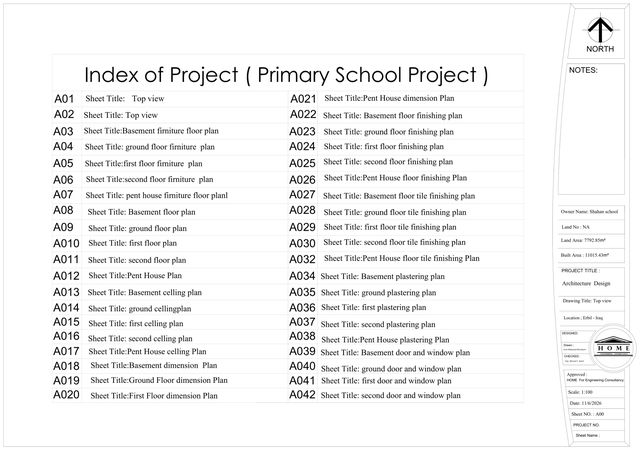 Index of Project ( Primary School Project )
A01 Sheet Title: Top view
A02 Sheet Title: Top view
A03 Sheet Title:Basement firniture floor plan
A04 Sheet Title: ground floor firniture plan
A05 Sheet Title:first floor firniture plan
A06 Sheet Title:second floor firniture plan
A07 Sheet Title: pent house firniture floor planl
A08 Sheet Title: Basement floor plan
A09 Sheet Title: ground floor plan
A010 Sheet Title: first floor plan
A011 Sheet Title: second floor plan
A012 Sheet Title:Pent House Plan
A013 Sheet Title: Basement celling plan
A014 Sheet Title: ground cellingplan
A015 Sheet Title: first celling plan
A016 Sheet Title: second celling plan
A017 Sheet Title:Pent House celling Plan
A018 Sheet Title:Basement dimension Plan
A019 Sheet Title:Ground Floor dimension Plan
A020 Sheet Title:First Floor dimension Plan
A021 Sheet Title:Pent House dimension Plan
A022 Sheet Title: Basement floor finishing plan
A023 Sheet Title: ground floor finishing plan
A024 Sheet Title: first floor finishing plan
A025 Sheet Title: second floor finishing plan
A026 Sheet Title:Pent House floor finishing Plan
A027 Sheet Title: Basement floor tile finishing plan
A028 Sheet Title: ground floor tile finishing plan
A029 Sheet Title: first floor tile finishing plan
A030 Sheet Title: second floor tile finishing plan
A032 Sheet Title:Pent House floor tile finishing Plan
A034 Sheet Title: Basement plastering plan
A035 Sheet Title: ground plastering plan
A036 Sheet Title: first plastering plan
A037 Sheet Title: second plastering plan
A038 Sheet Title:Pent House plastering Plan
A039 Sheet Title: Basement door and window plan
A040 Sheet Title: ground door and window plan
A041 Sheet Title: first door and window plan
A042 Sheet Title: second door and window plan
NORTH
NOTES:
Owner Name: Shahan school
Land No : NA
Land Area: 7792.85m²
Built Area : 11015.43m²
PROJECT TITLE :
Architecture Design
Drawing Title: Top view
Location : Erbil - Iraq
DESIGNED
CHECKED
HOME
Approved :
HOME For Engineering Consultancy
Scale: 1:100
Date: 11/6/2026
Sheet NO. : A00
PROJECT NO.
Sheet Name :